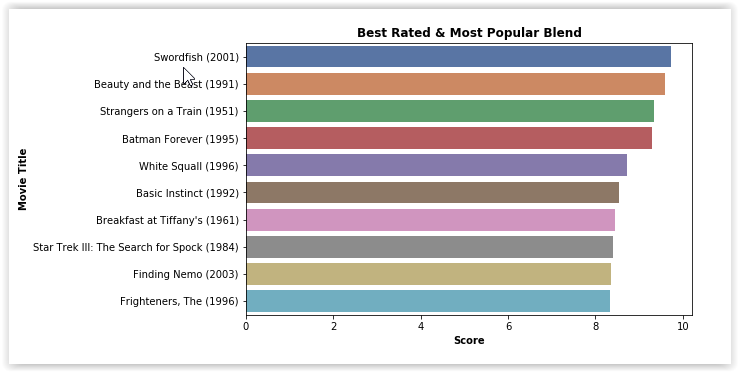 Best Rated & Most Popular Blend
Movie Title
Swordfish (2001)
Beauty and the Beast (1991)
Strangers on a Train (1951)
Batman Forever (1995)
White Squall (1996)
Basic Instinct (1992)
Breakfast at Tiffany's (1961)
Star Trek III: The Search for Spock (1984)
Finding Nemo (2003)
Frighteners, The (1996)
0 2 4 6 8 10
Score